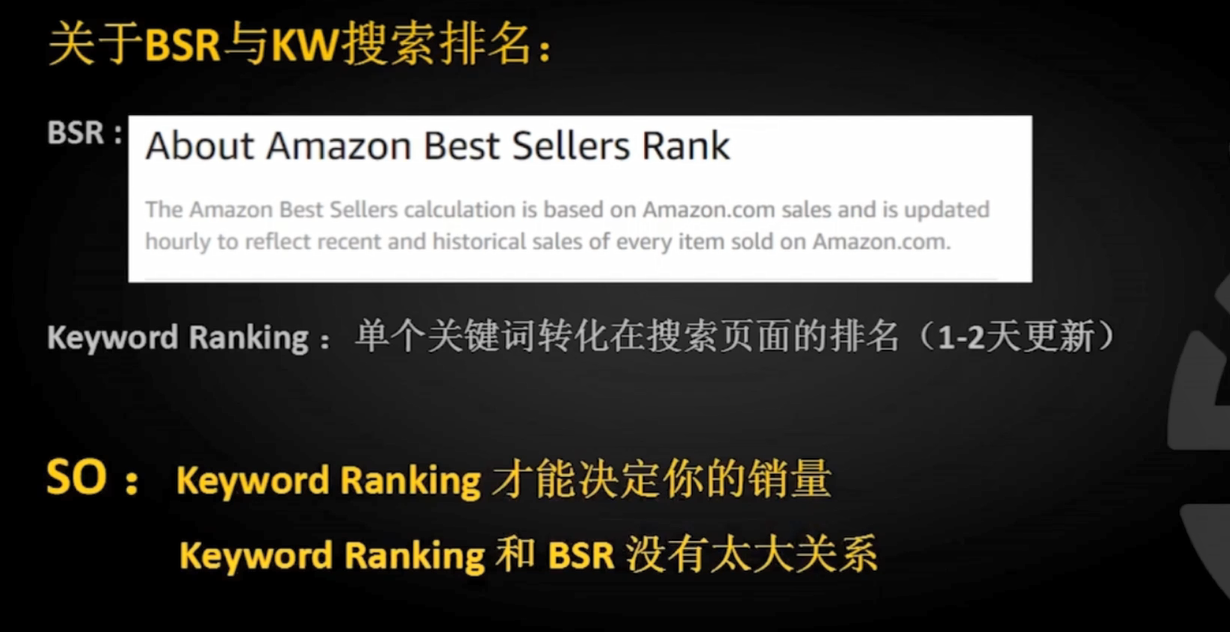 关于BSR与KW搜索排名：
BSR :
About Amazon Best Sellers Rank
The Amazon Best Sellers calculation is based on Amazon.com sales and is updated
hourly to reflect recent and historical sales of every item sold on Amazon.com.
Keyword Ranking ：单个关键词转化在搜索页面的排名（1-2天更新）
SO ： Keyword Ranking 才能决定你的销量
Keyword Ranking 和 BSR 没有太大关系